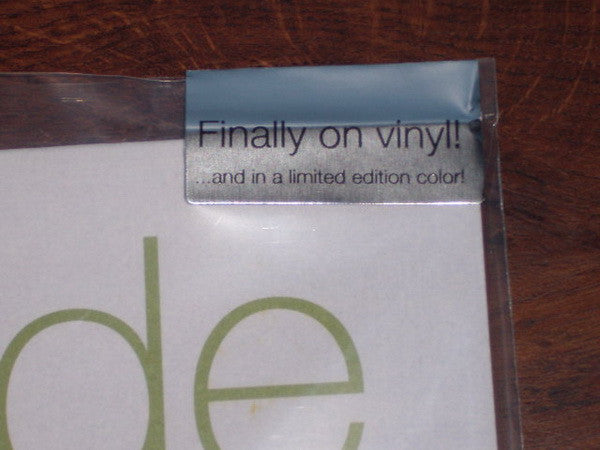 Finally on vinyl!
...and in a limited edition color!
de